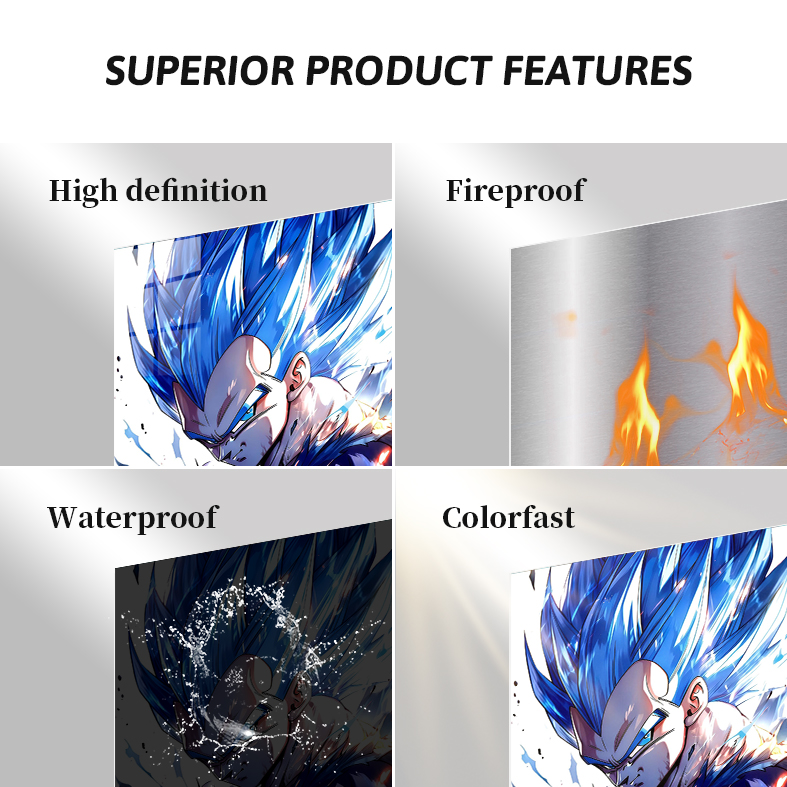 SUPERIOR PRODUCT FEATURES
High definition
Fireproof
Waterproof
Colorfast